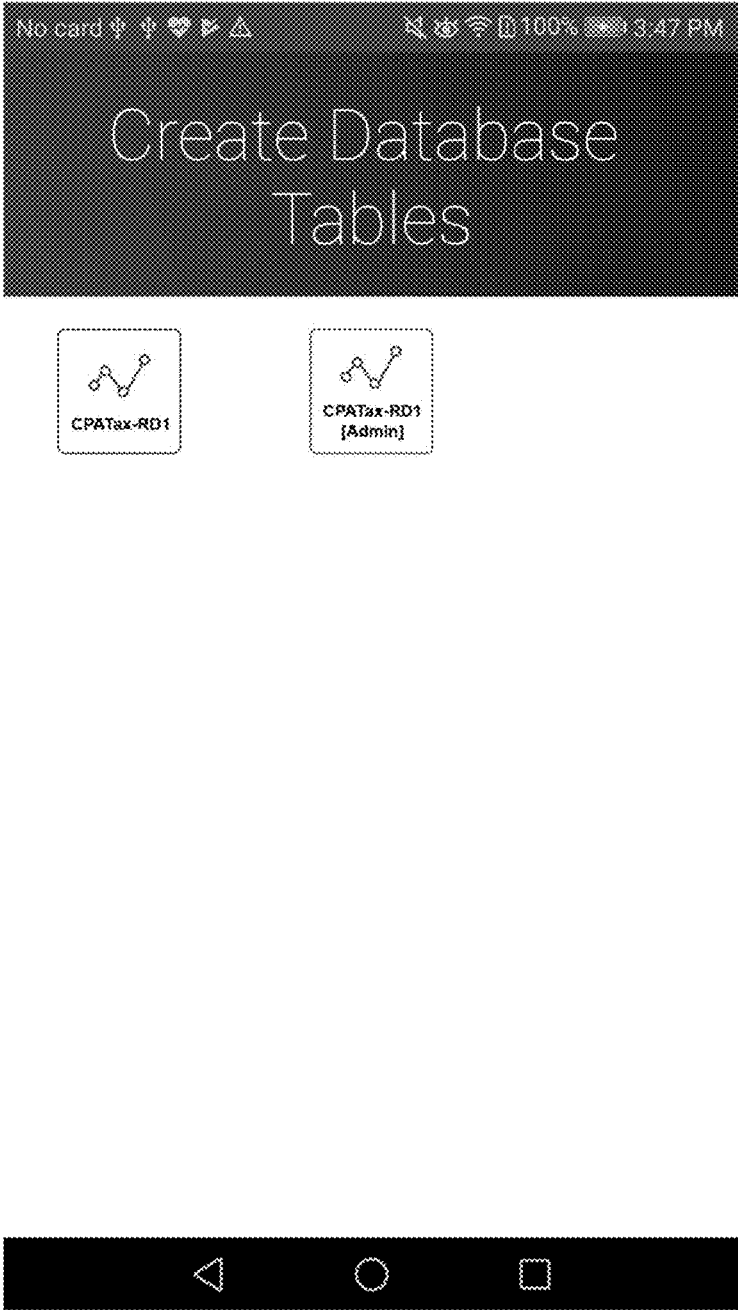 No card 100% 3:47 PM
Create Database
Tables
CPATax-RD1
CPATax-RD1
[Admin]